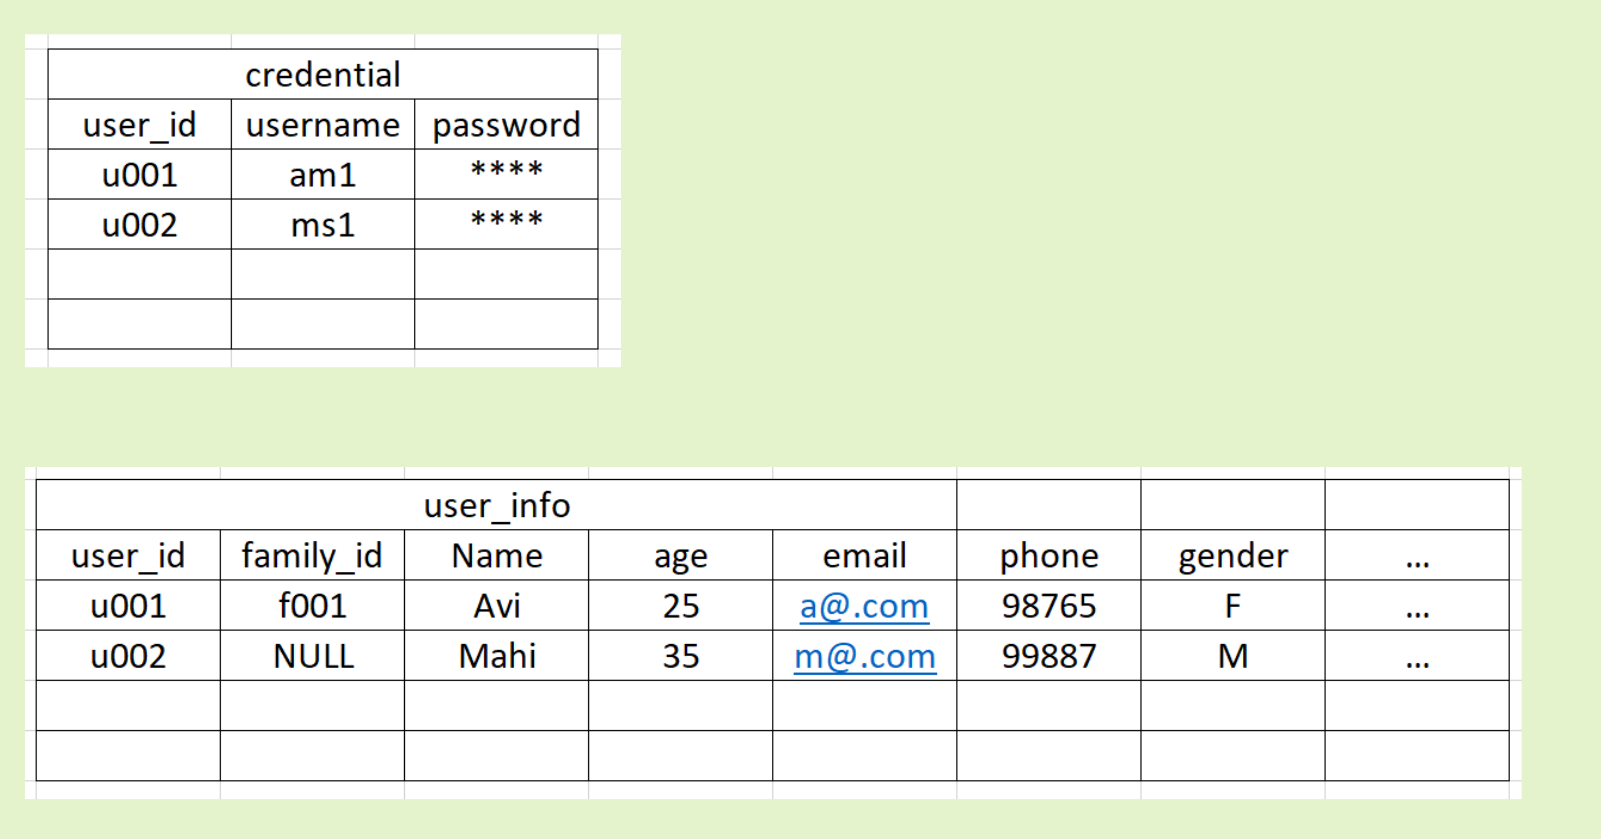 credential
user_id username password
u001 am1 ****
u002 ms1 ****
user_info
user_id family_id Name age email phone gender ...
u001 f001 Avi 25 a@.com 98765 F ...
u002 NULL Mahi 35 m@.com 99887 M ...